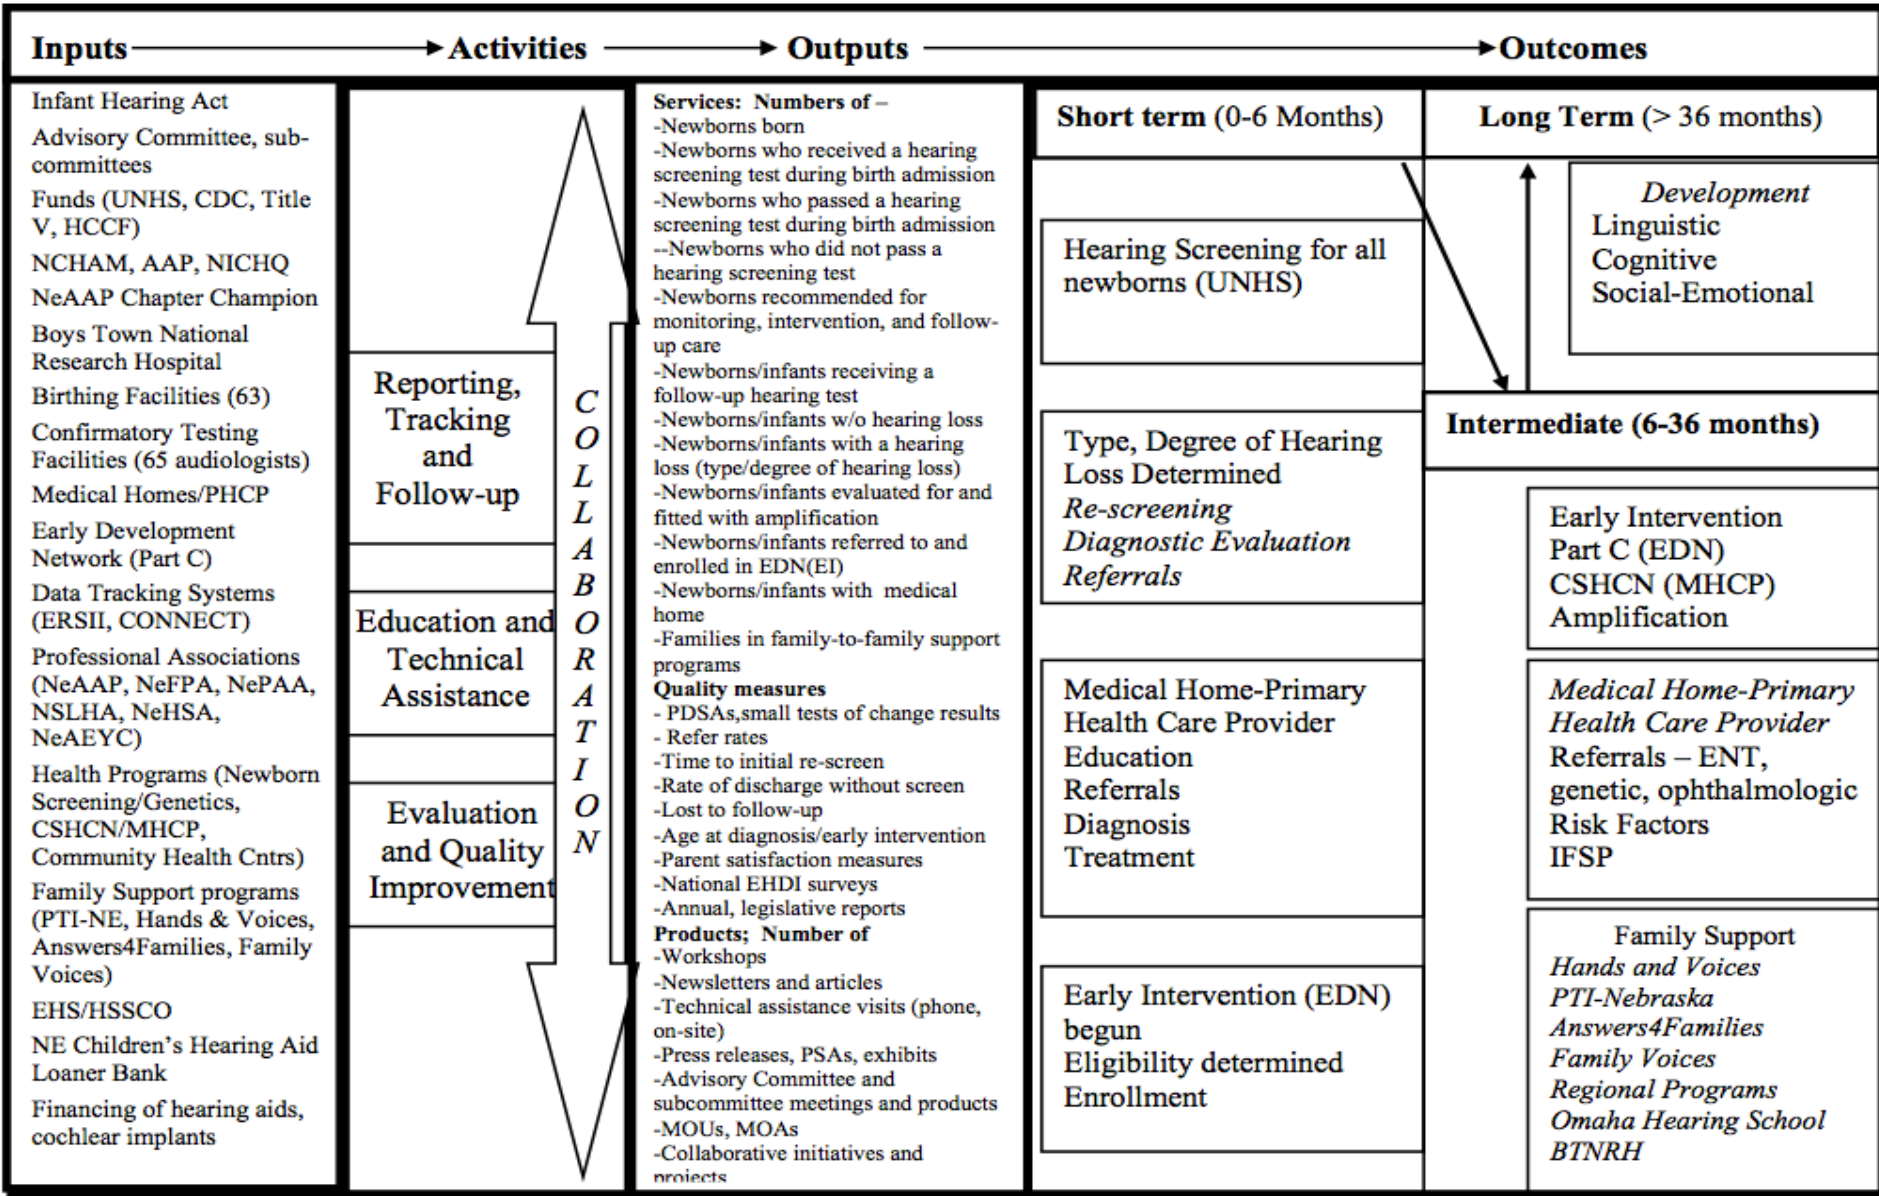 Inputs Activities Outputs Outcomes
Infant Hearing Act
Advisory Committee, sub-
committees
Funds (UNHS, CDC, Title
V, HCCF)
NCHAM, AAP, NICHQ
NeAAP Chapter Champion
Boys Town National
Research Hospital
Birthing Facilities (63)
Confirmatory Testing
Facilities (65 audiologists)
Medical Homes/PHCP
Early Development
Network (Part C)
Data Tracking Systems
(ERSII, CONNECT)
Professional Associations
(NeAAP, NeFPA, NePAA,
NSLHA, NeHSA,
NeAEYC)
Health Programs (Newborn
Screening/Genetics,
CSHCN/MHCP,
Community Health Cntrs)
Family Support programs
(PTI-NE, Hands & Voices,
Answers4Families, Family
Voices)
EHS/HSSCO
NE Children's Hearing Aid
Loaner Bank
Financing of hearing aids,
cochlear implants
Reporting,
Tracking
and
Follow-up
Education and
Technical
Assistance
Evaluation
and Quality
Improvement
COLLABORATION
Services: Numbers of –
-Newborns born
-Newborns who received a hearing
screening test during birth admission
-Newborns who passed a hearing
screening test during birth admission
--Newborns who did not pass a
hearing screening test
-Newborns recommended for
monitoring, intervention, and follow-
up care
-Newborns/infants receiving a
follow-up hearing test
-Newborns/infants w/o hearing loss
-Newborns/infants with a hearing
loss (type/degree of hearing loss)
-Newborns/infants evaluated for and
fitted with amplification
-Newborns/infants referred to and
enrolled in EDN(EI)
-Newborns/infants with medical
home
-Families in family-to-family support
programs
Quality measures
- PDSAs,small tests of change results
- Refer rates
-Time to initial re-screen
-Rate of discharge without screen
-Lost to follow-up
-Age at diagnosis/early intervention
-Parent satisfaction measures
-National EHDI surveys
-Annual, legislative reports
Products; Number of
-Workshops
-Newsletters and articles
-Technical assistance visits (phone,
on-site)
-Press releases, PSAs, exhibits
-Advisory Committee and
subcommittee meetings and products
-MOUs, MOAs
-Collaborative initiatives and
projects
Short term (0-6 Months)
Hearing Screening for all
newborns (UNHS)
Type, Degree of Hearing
Loss Determined
Re-screening
Diagnostic Evaluation
Referrals
Medical Home-Primary
Health Care Provider
Education
Referrals
Diagnosis
Treatment
Early Intervention (EDN)
begun
Eligibility determined
Enrollment
Long Term (> 36 months)
Development
Linguistic
Cognitive
Social-Emotional
Intermediate (6-36 months)
Early Intervention
Part C (EDN)
CSHCN (MHCP)
Amplification
Medical Home-Primary
Health Care Provider
Referrals – ENT,
genetic, ophthalmologic
Risk Factors
IFSP
Family Support
Hands and Voices
PTI-Nebraska
Answers4Families
Family Voices
Regional Programs
Omaha Hearing School
BTNRH